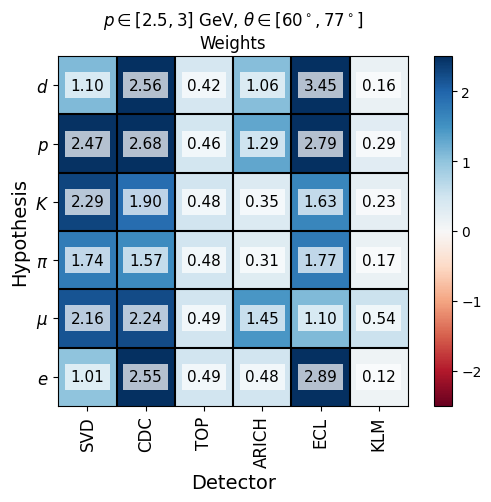 p ∈ [2.5, 3] GeV, θ ∈ [60°, 77°]
Weights
d 1.10 2.56 0.42 1.06 3.45 0.16
p 2.47 2.68 0.46 1.29 2.79 0.29
K 2.29 1.90 0.48 0.35 1.63 0.23
π 1.74 1.57 0.48 0.31 1.77 0.17
μ 2.16 2.24 0.49 1.45 1.10 0.54
e 1.01 2.55 0.49 0.48 2.89 0.12
Hypothesis
SVD CDC TOP ARICH ECL KLM
Detector
2
1
0
−1
−2